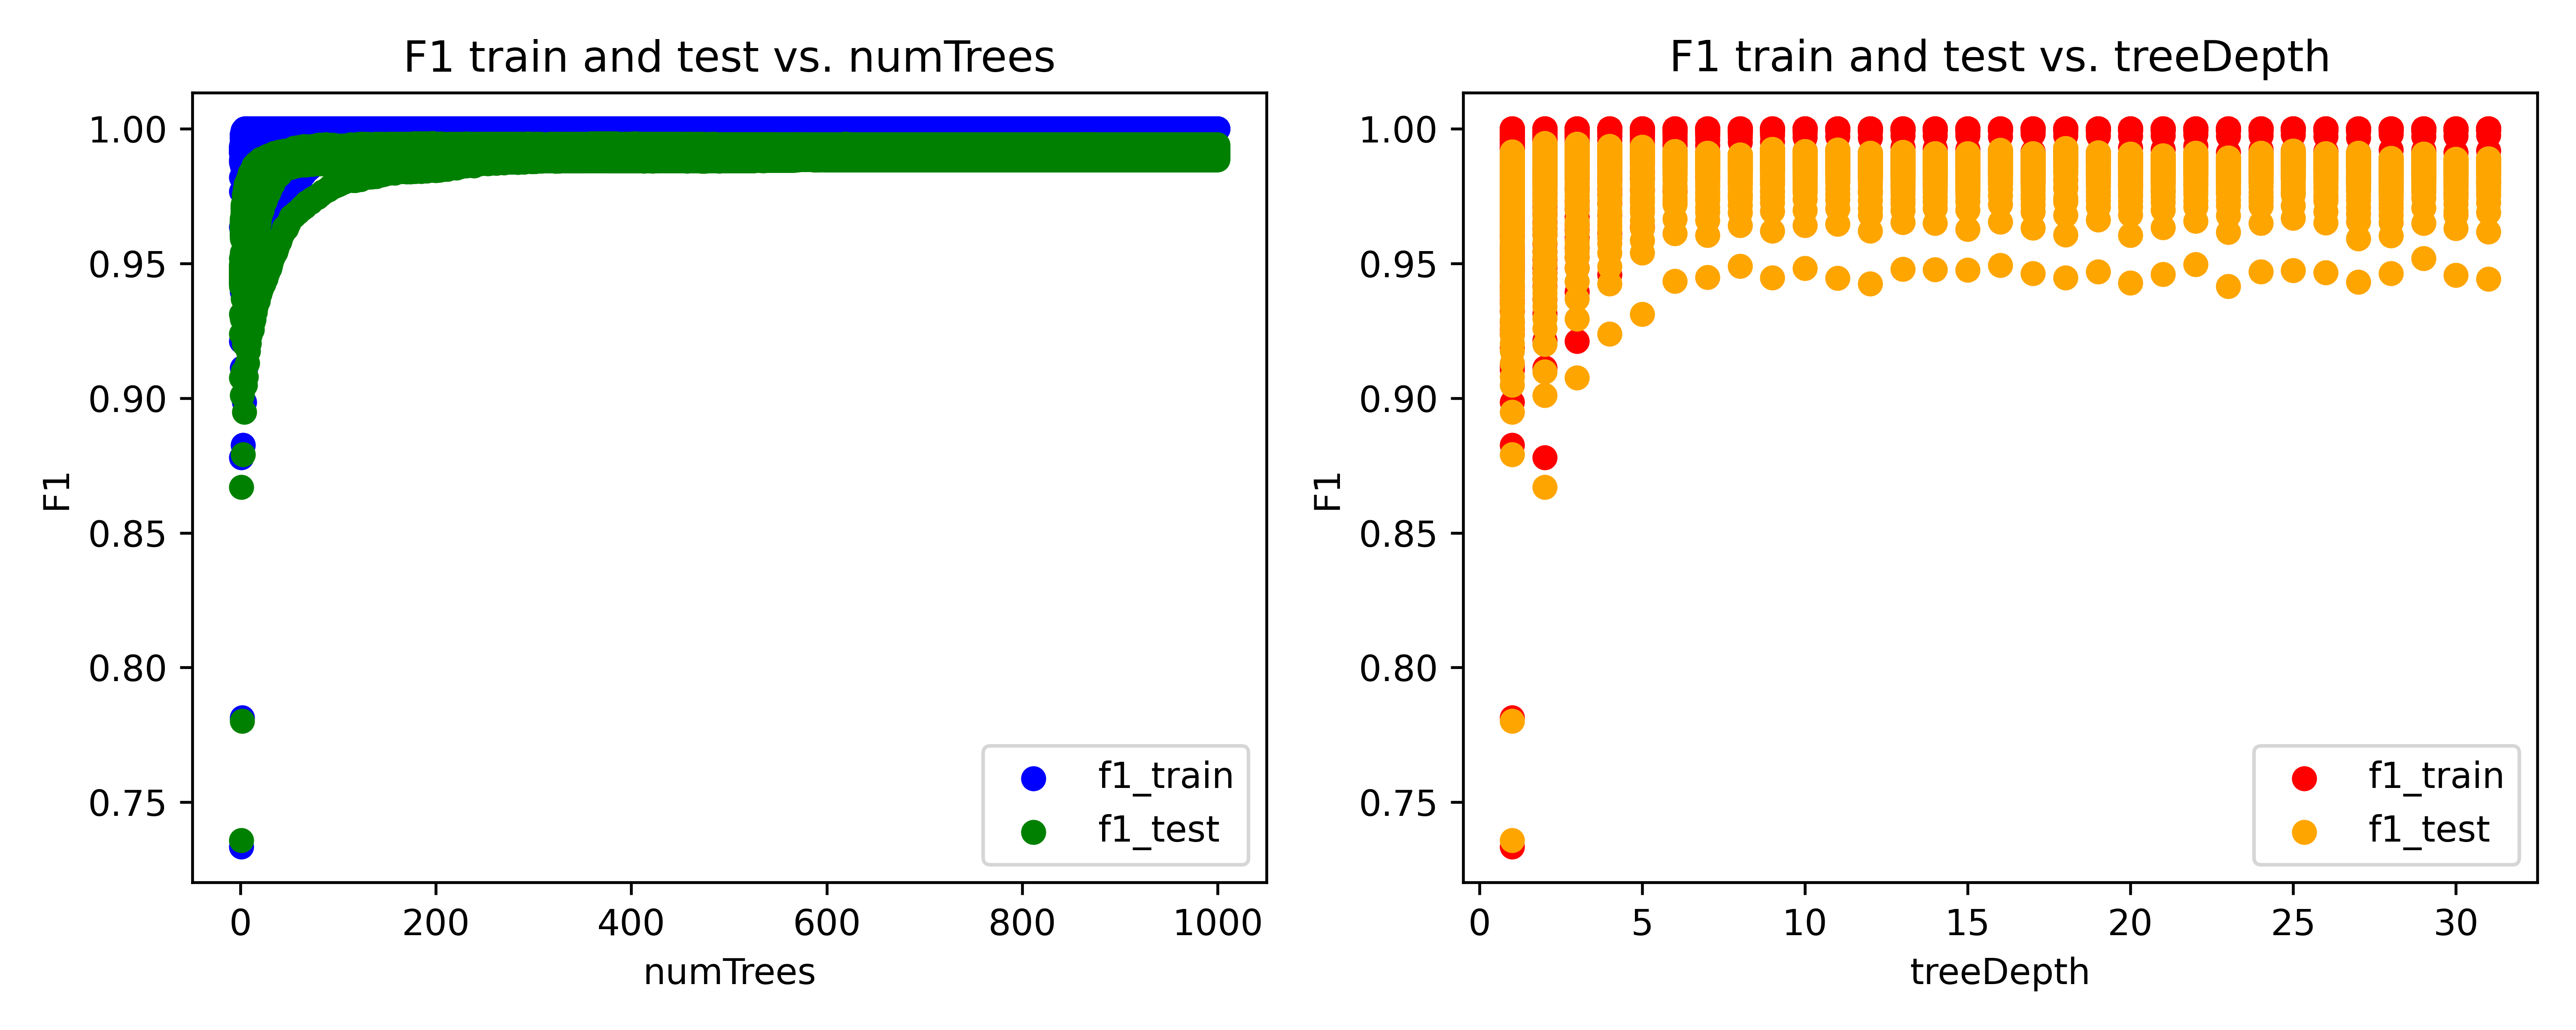 F1 train and test vs. numTrees
1.00
0.95
0.90
0.85
0.80
0.75
F1
f1_train
f1_test
0 200 400 600 800 1000
numTrees
F1 train and test vs. treeDepth
1.00
0.95
0.90
0.85
0.80
0.75
F1
f1_train
f1_test
0 5 10 15 20 25 30
treeDepth